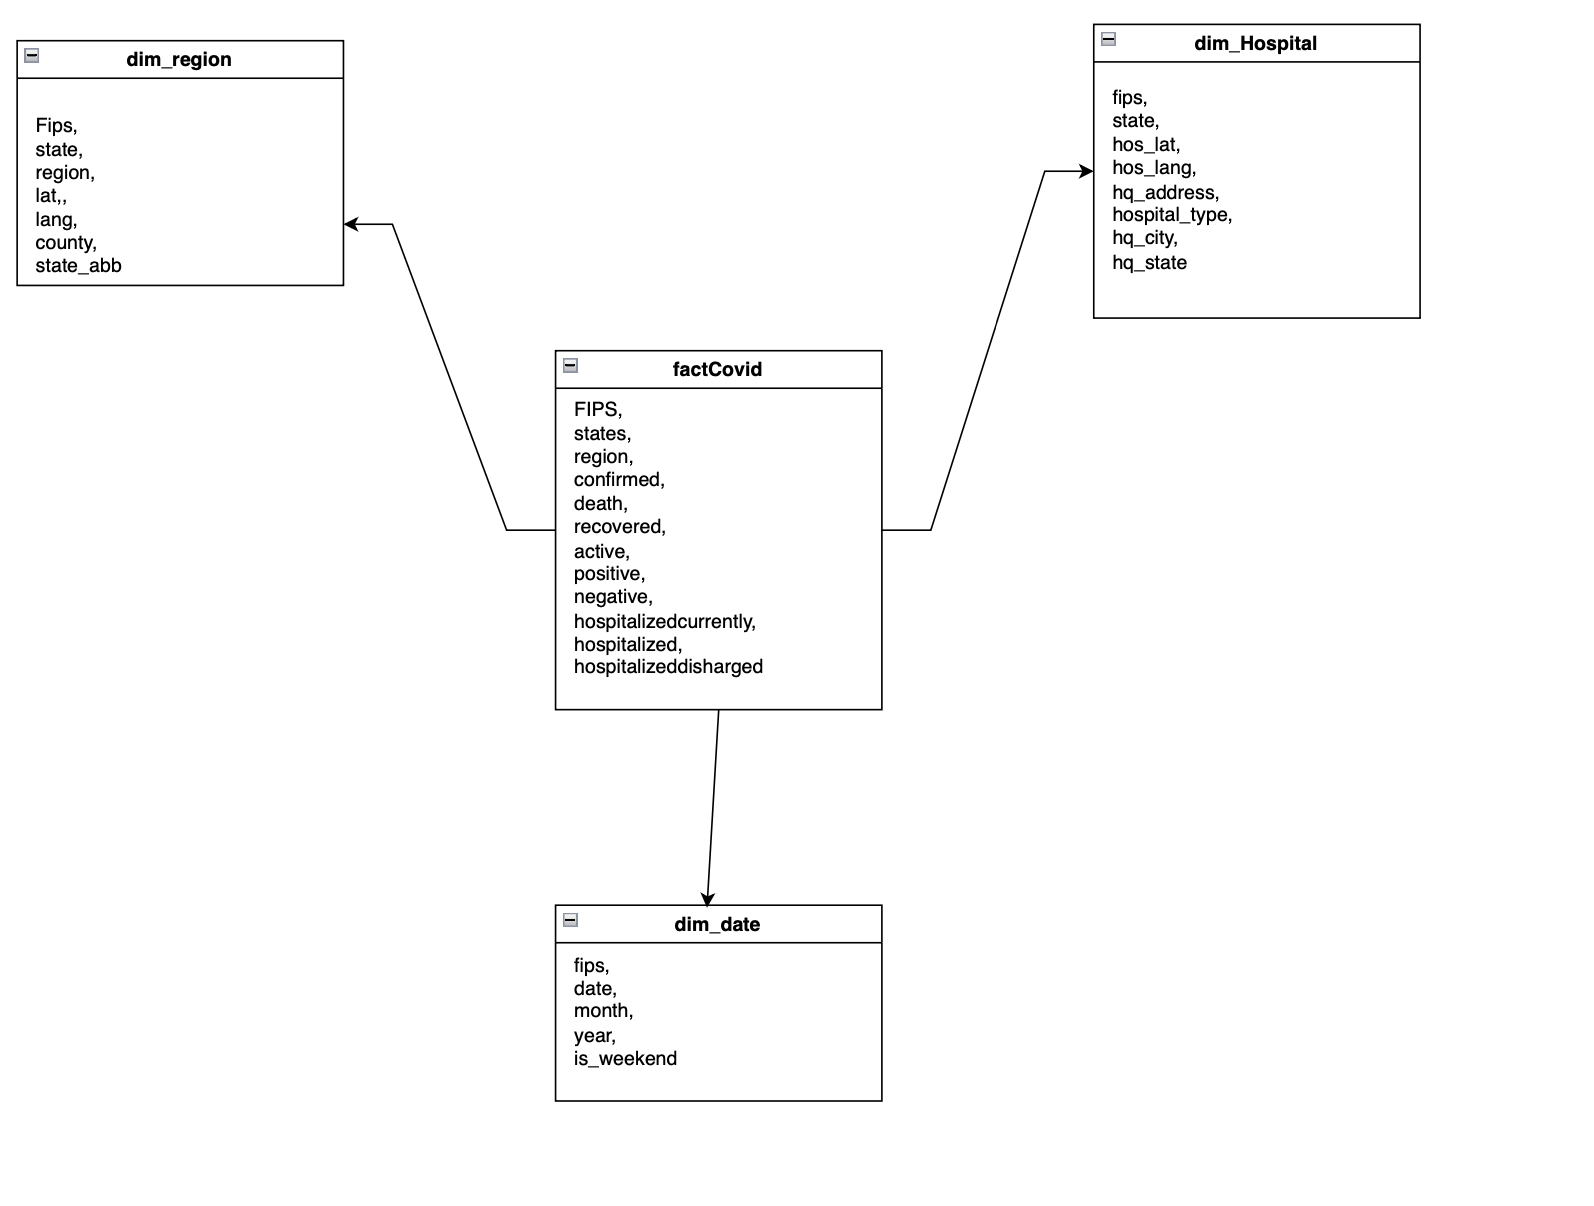 dim_region
Fips,
state,
region,
lat,,
lang,
county,
state_abb
dim_Hospital
fips,
state,
hos_lat,
hos_lang,
hq_address,
hospital_type,
hq_city,
hq_state
factCovid
FIPS,
states,
region,
confirmed,
death,
recovered,
active,
positive,
negative,
hospitalizedcurrently,
hospitalized,
hospitalizeddisharged
dim_date
fips,
date,
month,
year,
is_weekend